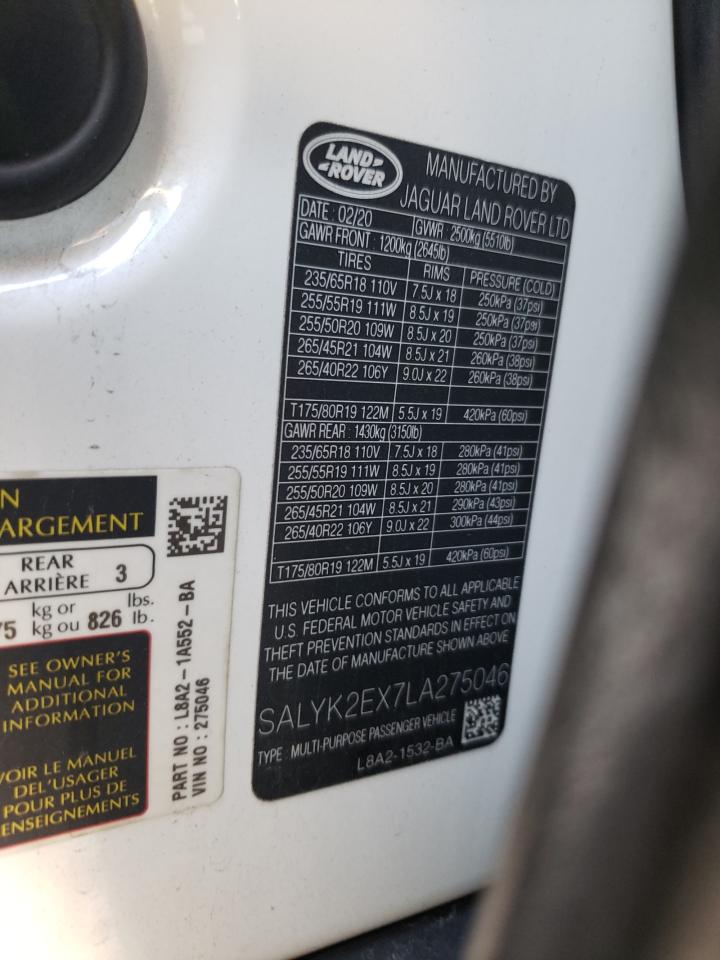 LAND ROVER
MANUFACTURED BY
JAGUAR LAND ROVER LTD
DATE : 02/20 GVWR : 2500kg (5510lb)
GAWR FRONT : 1200kg (2645lb)
TIRES RIMS PRESSURE (COLD)
235/65R18 110V 7.5J x 18 250kPa (37psi)
255/55R19 111W 8.5J x 19 250kPa (37psi)
255/50R20 109W 8.5J x 20 250kPa (37psi)
265/45R21 104W 8.5J x 21 260kPa (38psi)
265/40R22 106Y 9.0J x 22 260kPa (38psi)
T175/80R19 122M 5.5J x 19 420kPa (60psi)
GAWR REAR : 1430kg (3150lb)
235/65R18 110V 7.5J x 18 280kPa (41psi)
255/55R19 111W 8.5J x 19 280kPa (41psi)
255/50R20 109W 8.5J x 20 280kPa (41psi)
265/45R21 104W 8.5J x 21 290kPa (43psi)
265/40R22 106Y 9.0J x 22 300kPa (44psi)
T175/80R19 122M 5.5J x 19 420kPa (60psi)
THIS VEHICLE CONFORMS TO ALL APPLICABLE
U.S. FEDERAL MOTOR VEHICLE SAFETY AND
THEFT PREVENTION STANDARDS IN EFFECT ON
THE DATE OF MANUFACTURE SHOWN ABOVE
SALYK2EX7LA275046
TYPE : MULTI-PURPOSE PASSENGER VEHICLE
L8A2-1532-BA
N
ARGEMENT
REAR
ARRIÈRE 3
75 kg or kg ou 826 lbs. lb.
SEE OWNER'S
MANUAL FOR
ADDITIONAL
INFORMATION
VOIR LE MANUEL
DEL'USAGER
POUR PLUS DE
ENSEIGNEMENTS
PART NO : L8A2-1A552-BA
VIN NO : 275046